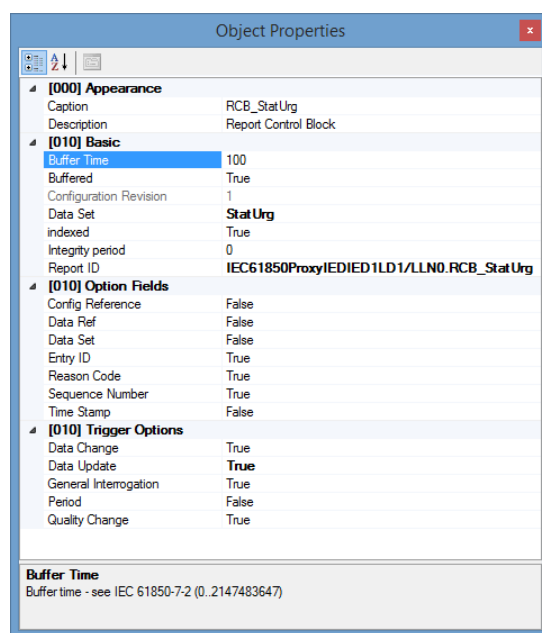 Object Properties
x
[000] Appearance
Caption RCB_StatUrg
Description Report Control Block
[010] Basic
Buffer Time 100
Buffered True
Configuration Revision 1
Data Set StatUrg
indexed True
Integrity period 0
Report ID IEC61850ProxyIEDIED1LD1/LLN0.RCB_StatUrg
[010] Option Fields
Config Reference False
Data Ref False
Data Set False
Entry ID True
Reason Code True
Sequence Number True
Time Stamp False
[010] Trigger Options
Data Change True
Data Update True
General Interrogation True
Period False
Quality Change True
Buffer Time
Buffer time - see IEC 61850-7-2 (0..2147483647)